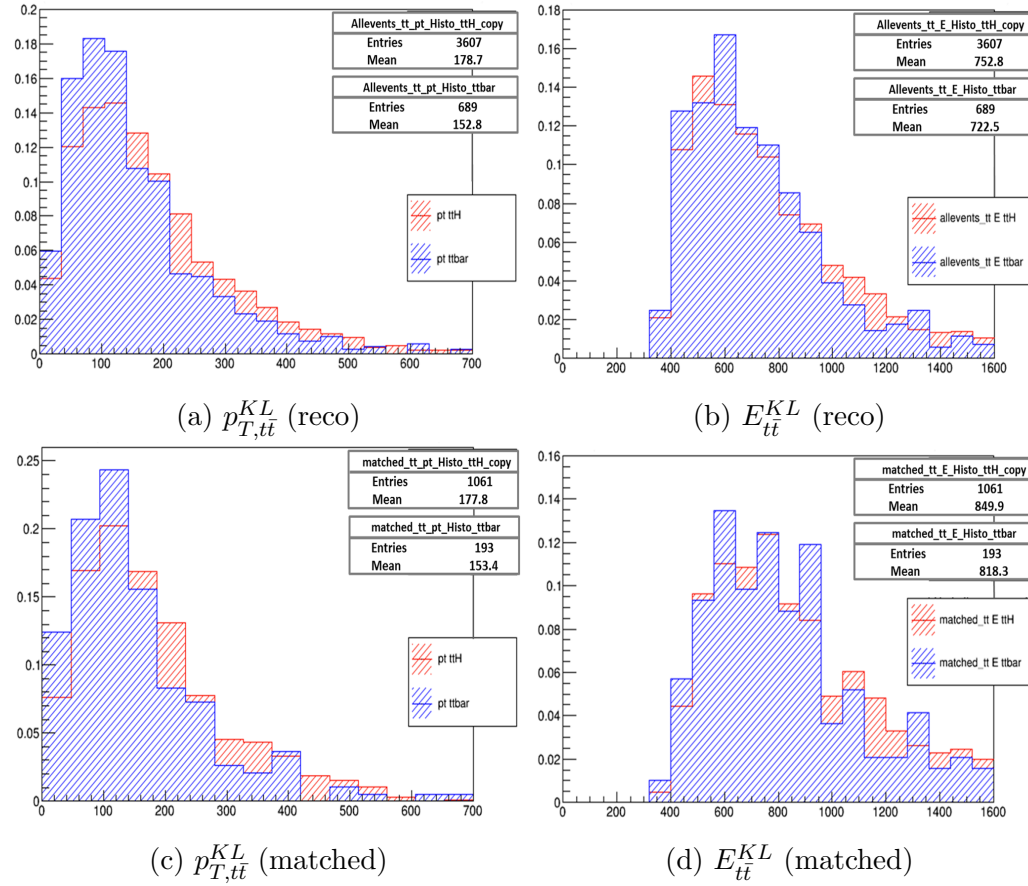 Allevents_tt_pt_Histo_ttH_copy
Entries 3607
Mean 178.7
Allevents_tt_pt_Histo_ttbar
Entries 689
Mean 152.8
pt ttH
pt ttbar
0.2
0.18
0.16
0.14
0.12
0.1
0.08
0.06
0.04
0.02
0
0 100 200 300 400 500 600 700
(a) $p_{T,t\bar{t}}^{KL}$ (reco)
Allevents_tt_E_Histo_ttH_copy
Entries 3607
Mean 752.8
Allevents_tt_E_Histo_ttbar
Entries 689
Mean 722.5
allevents_tt E ttH
allevents_tt E ttbar
0.18
0.16
0.14
0.12
0.1
0.08
0.06
0.04
0.02
0
0 200 400 600 800 1000 1200 1400 1600
(b) $E_{t\bar{t}}^{KL}$ (reco)
matched_tt_pt_Histo_ttH_copy
Entries 1061
Mean 177.8
matched_tt_pt_Histo_ttbar
Entries 193
Mean 153.4
pt ttH
pt ttbar
0.25
0.2
0.15
0.1
0.05
0
0 100 200 300 400 500 600 700
(c) $p_{T,t\bar{t}}^{KL}$ (matched)
matched_tt_E_Histo_ttH_copy
Entries 1061
Mean 849.9
matched_tt_E_Histo_ttbar
Entries 193
Mean 818.3
matched_tt E ttH
matched_tt E ttbar
0.16
0.14
0.12
0.1
0.08
0.06
0.04
0.02
0
0 200 400 600 800 1000 1200 1400 1600
(d) $E_{t\bar{t}}^{KL}$ (matched)